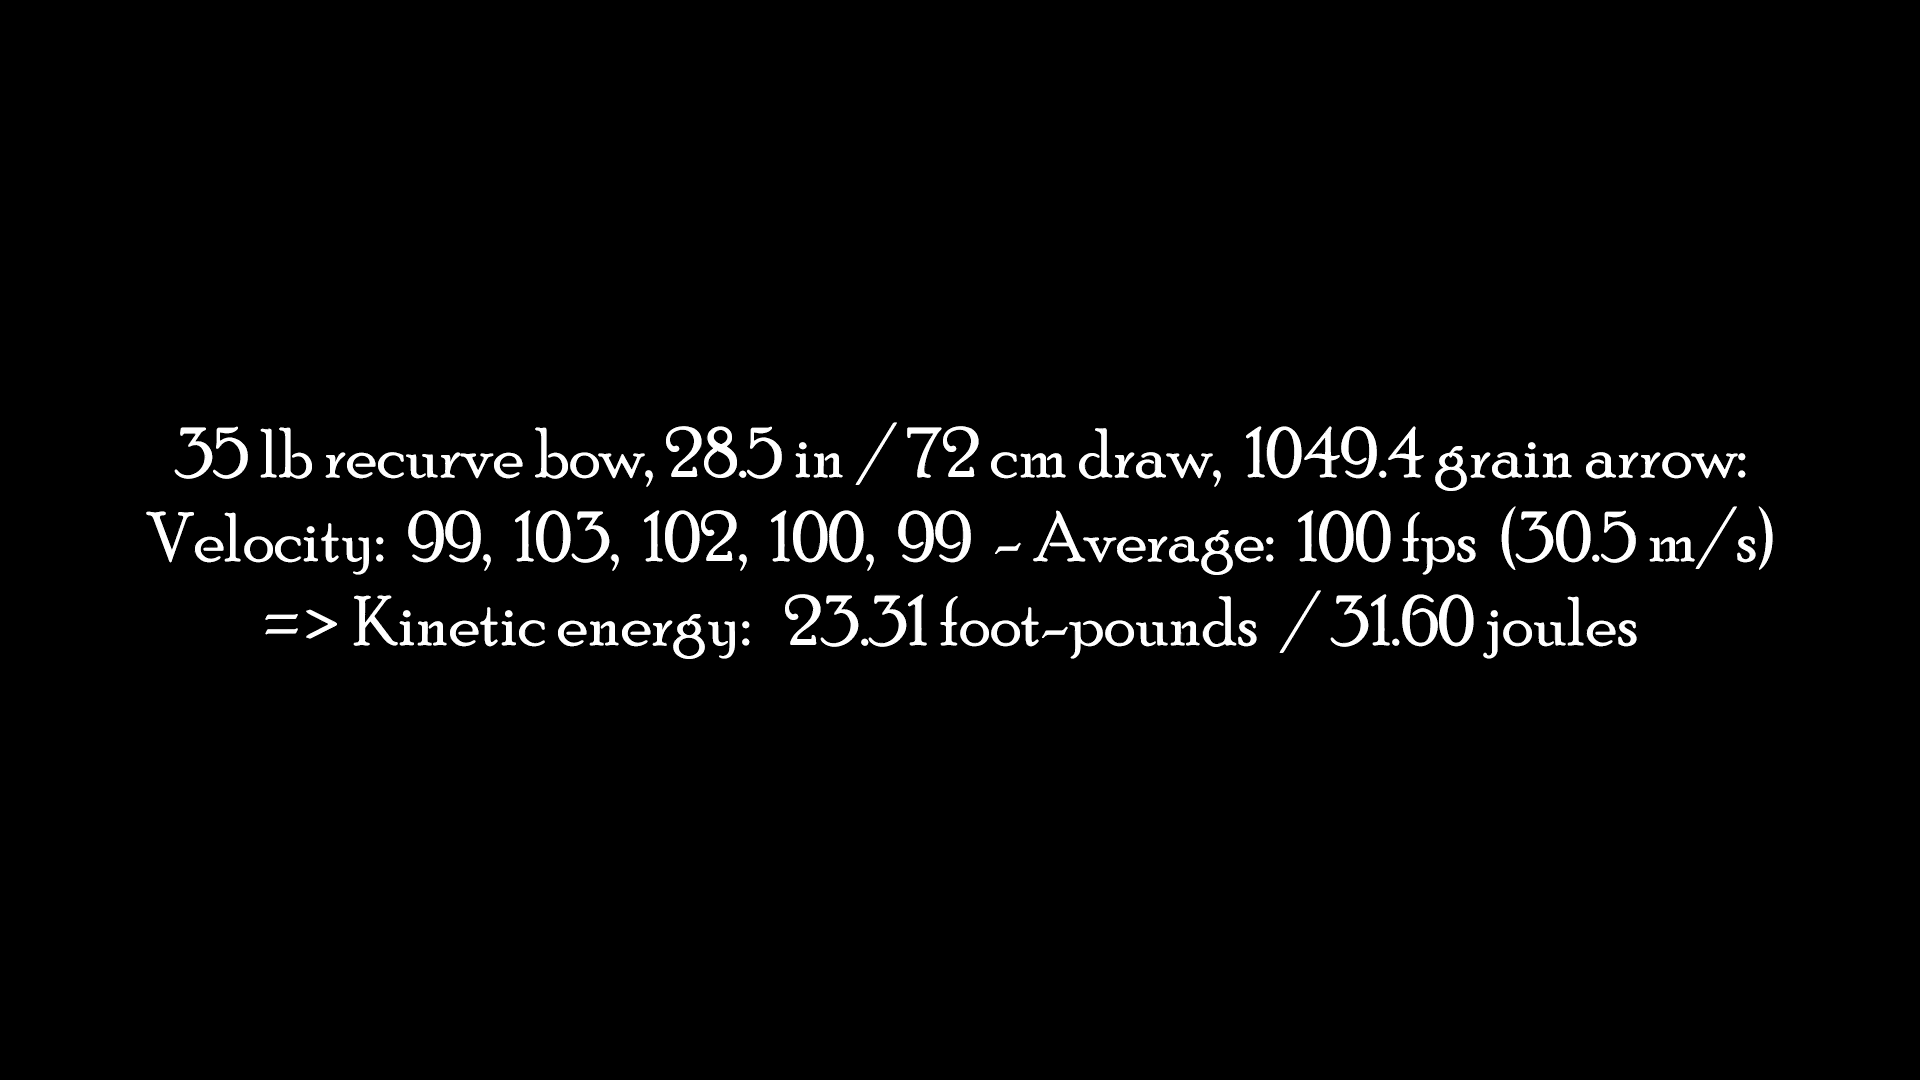 35 lb recurve bow, 28.5 in / 72 cm draw, 1049.4 grain arrow:
Velocity: 99, 103, 102, 100, 99 - Average: 100 fps (30.5 m/s)
=> Kinetic energy: 23.31 foot-pounds / 31.60 joules